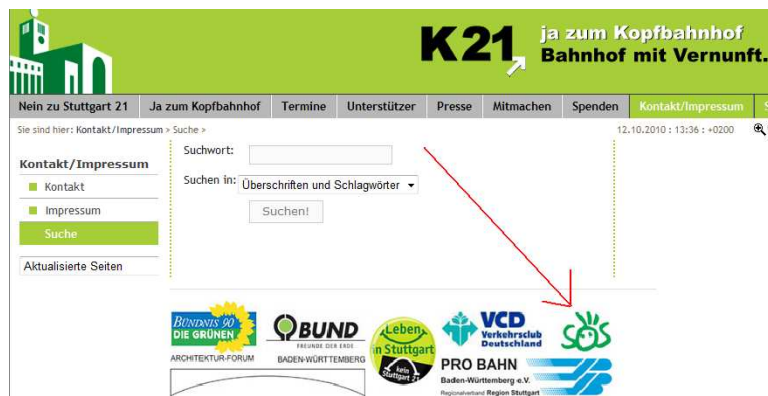 K21 ja zum Kopfbahnhof
Bahnhof mit Vernunft.
Nein zu Stuttgart 21 Ja zum Kopfbahnhof Termine Unterstützer Presse Mitmachen Spenden Kontakt/Impressum S
Sie sind hier: Kontakt/Impressum > Suche >
12.10.2010 : 13:36 : +0200
Kontakt/Impressum
Kontakt
Impressum
Suche
Aktualisierte Seiten
Suchwort:
Suchen in: Überschriften und Schlagwörter
Suchen!
BÜNDNIS 90
DIE GRÜNEN
ARCHITEKTUR-FORUM
BUND
FREUNDE DER ERDE
BADEN-WÜRTTEMBERG
Leben
in Stuttgart
kein
Stuttgart 21
VCD
Verkehrsclub
Deutschland
SÖS
PRO BAHN
Baden-Württemberg e.V.
Regionalverband Region Stuttgart